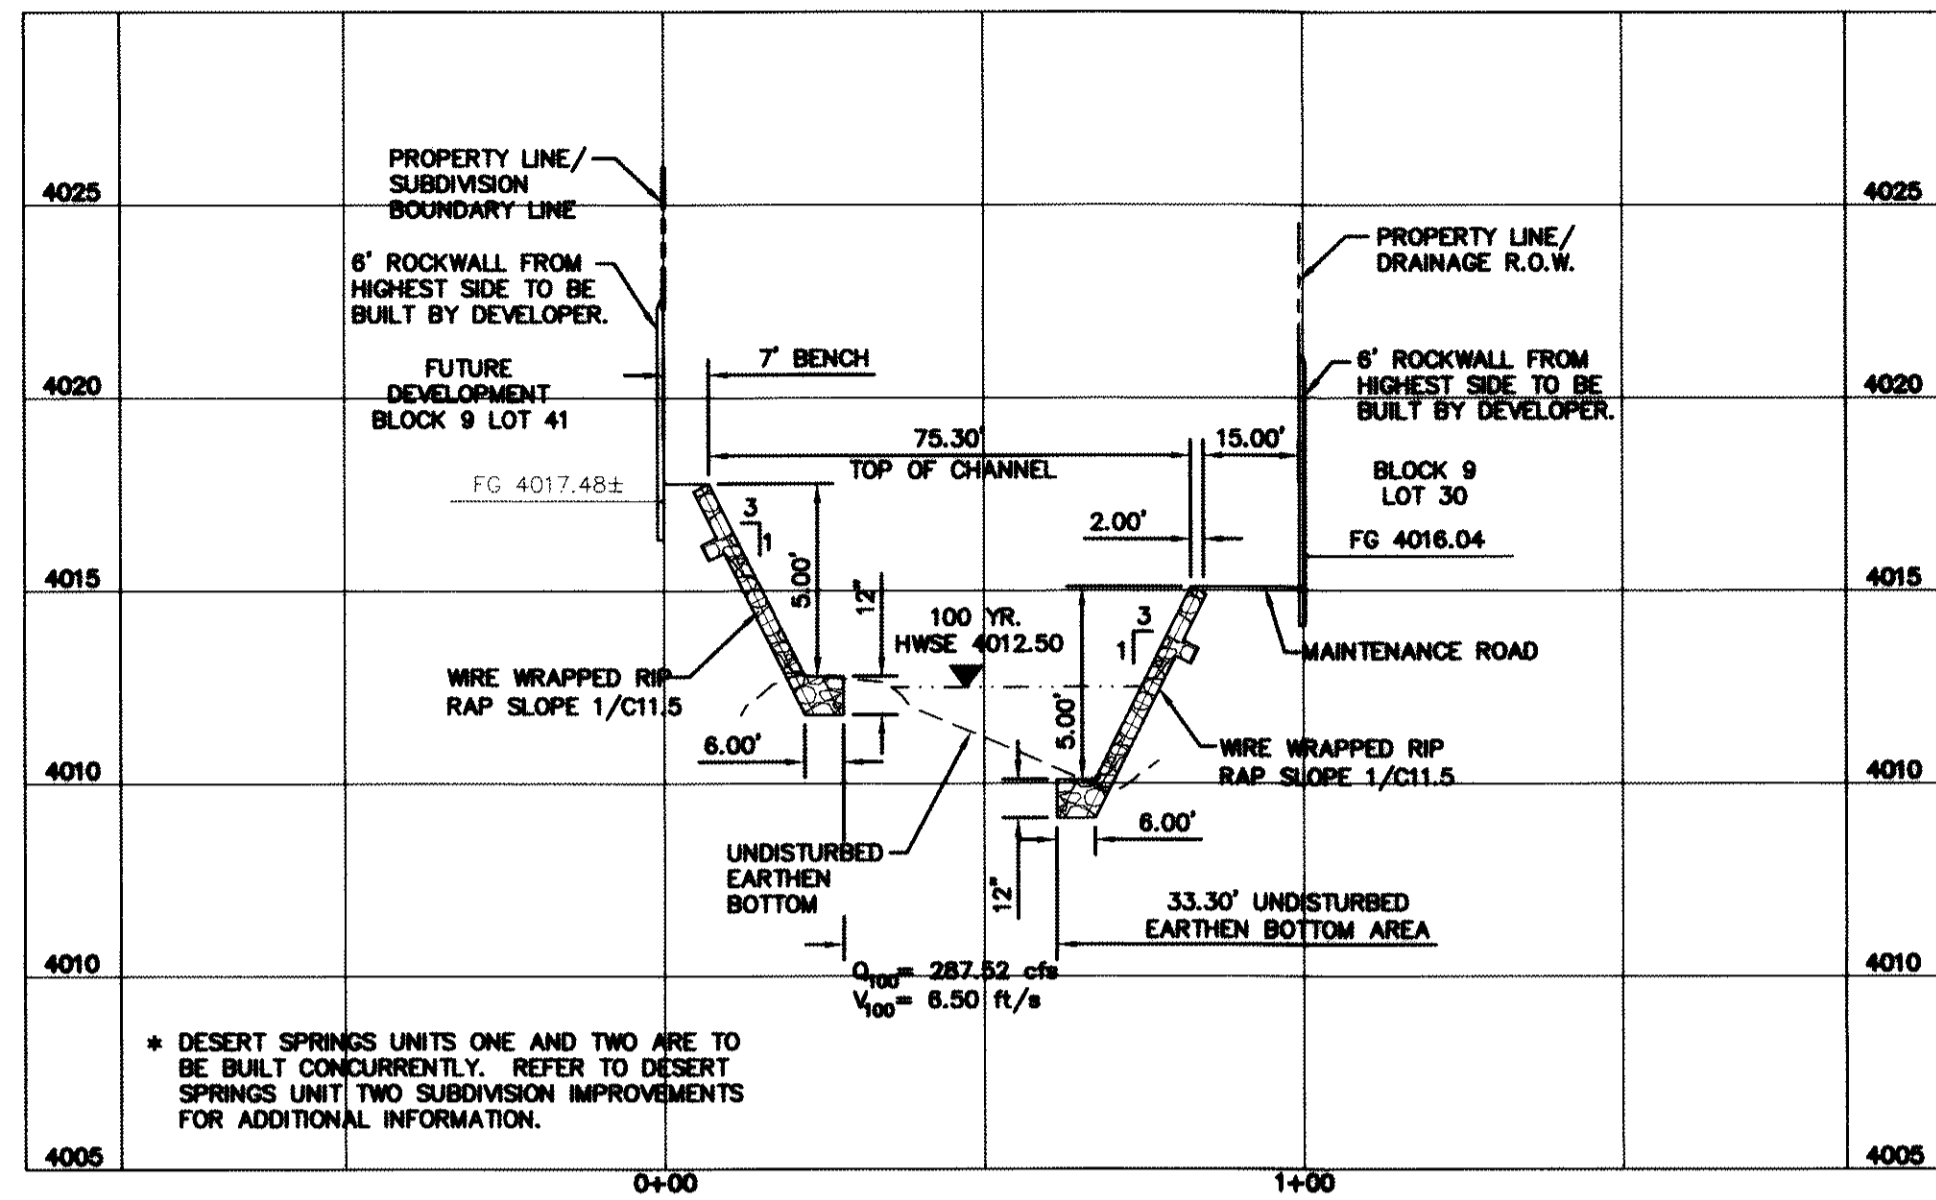 PROPERTY LINE/
SUBDIVISION
BOUNDARY LINE
4025
4025
PROPERTY LINE/
DRAINAGE R.O.W.
6' ROCKWALL FROM
HIGHEST SIDE TO BE
BUILT BY DEVELOPER.
7' BENCH
6' ROCKWALL FROM
HIGHEST SIDE TO BE
BUILT BY DEVELOPER.
FUTURE
DEVELOPMENT
BLOCK 9 LOT 41
4020
4020
75.30'
TOP OF CHANNEL
15.00'
BLOCK 9
LOT 30
FG 4017.48±
3
1
2.00'
FG 4016.04
5.00'
12"
4015
4015
100 YR.
HWSE 4012.50
3
1
MAINTENANCE ROAD
WIRE WRAPPED RIP
RAP SLOPE 1/C11.5
5.00'
6.00'
WIRE WRAPPED RIP
RAP SLOPE 1/C11.5
4010
4010
6.00'
UNDISTURBED
EARTHEN
BOTTOM
12"
33.30' UNDISTURBED
EARTHEN BOTTOM AREA
4010
4010
Q100= 287.52 cfs
V100= 6.50 ft/s
* DESERT SPRINGS UNITS ONE AND TWO ARE TO
BE BUILT CONCURRENTLY. REFER TO DESERT
SPRINGS UNIT TWO SUBDIVISION IMPROVEMENTS
FOR ADDITIONAL INFORMATION.
4005
4005
0+00
1+00